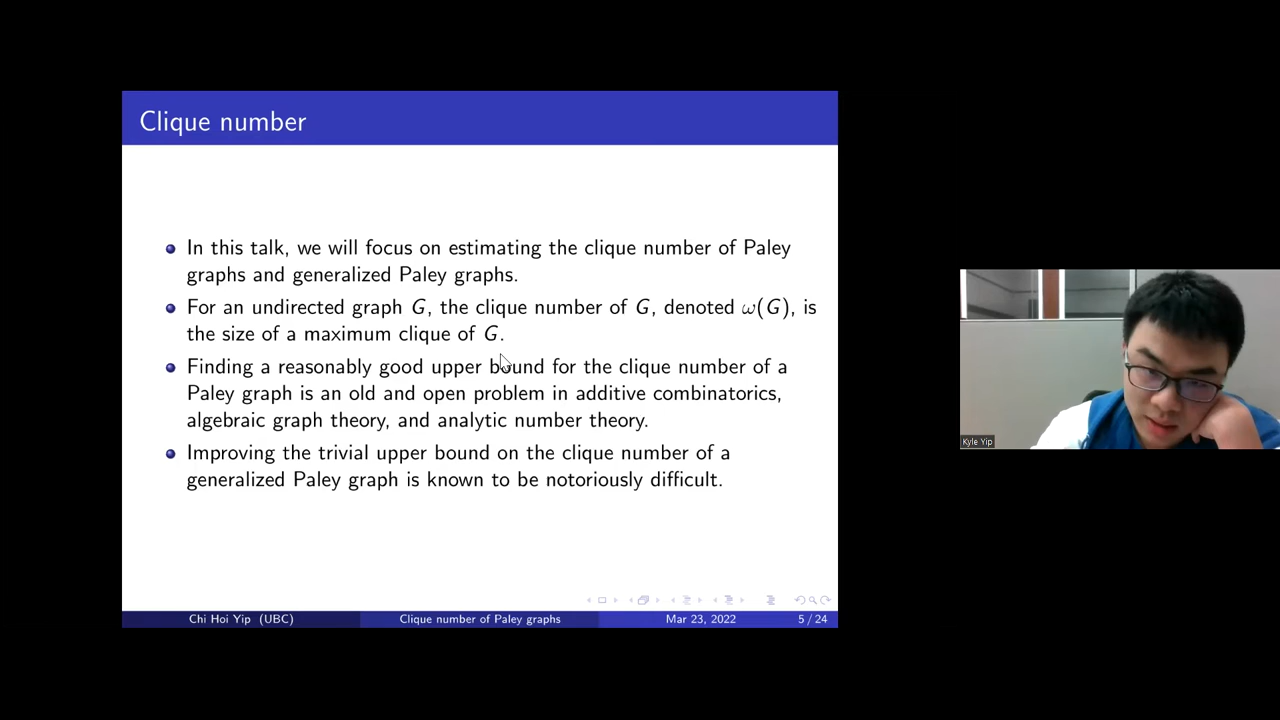 Clique number
In this talk, we will focus on estimating the clique number of Paley
graphs and generalized Paley graphs.
For an undirected graph G, the clique number of G, denoted ω(G), is
the size of a maximum clique of G.
Finding a reasonably good upper bound for the clique number of a
Paley graph is an old and open problem in additive combinatorics,
algebraic graph theory, and analytic number theory.
Improving the trivial upper bound on the clique number of a
generalized Paley graph is known to be notoriously difficult.
Chi Hoi Yip (UBC) Clique number of Paley graphs Mar 23, 2022 5 / 24
Kyle Yip